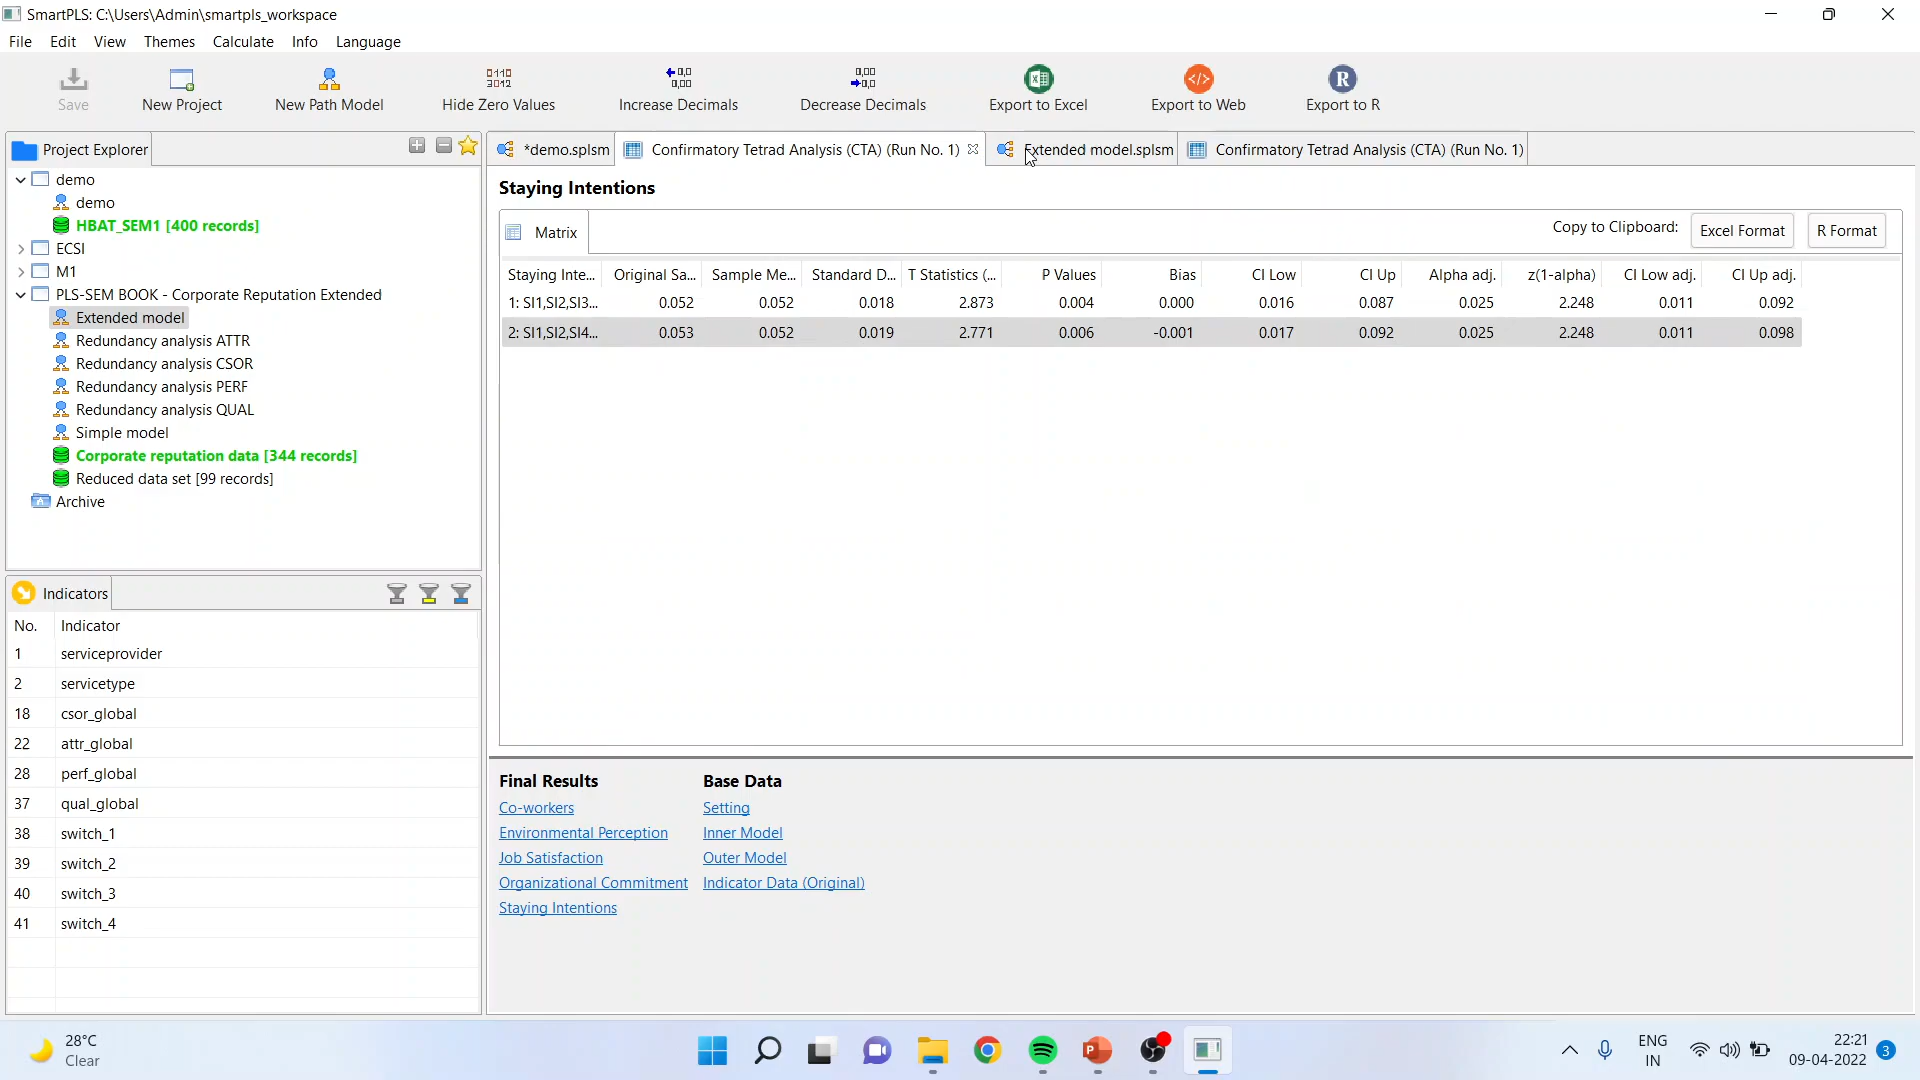 SmartPLS: C:\Users\Admin\smartpls_workspace
File Edit View Themes Calculate Info Language
Save New Project New Path Model Hide Zero Values Increase Decimals Decrease Decimals Export to Excel Export to Web Export to R
Project Explorer
demo
demo
HBAT_SEM1 [400 records]
ECSI
M1
PLS-SEM BOOK - Corporate Reputation Extended
Extended model
Redundancy analysis ATTR
Redundancy analysis CSOR
Redundancy analysis PERF
Redundancy analysis QUAL
Simple model
Corporate reputation data [344 records]
Reduced data set [99 records]
Archive
Indicators
No. Indicator
1 serviceprovider
2 servicetype
18 csor_global
22 attr_global
28 perf_global
37 qual_global
38 switch_1
39 switch_2
40 switch_3
41 switch_4
*demo.splsm Confirmatory Tetrad Analysis (CTA) (Run No. 1) Extended model.splsm Confirmatory Tetrad Analysis (CTA) (Run No. 1)
Staying Intentions
Matrix Copy to Clipboard: Excel Format R Format
Staying Inte... Original Sa... Sample Me... Standard D... T Statistics (... P Values Bias CI Low CI Up Alpha adj. z(1-alpha) CI Low adj. CI Up adj.
1: SI1,SI2,SI3... 0.052 0.052 0.018 2.873 0.004 0.000 0.016 0.087 0.025 2.248 0.011 0.092
2: SI1,SI2,SI4... 0.053 0.052 0.019 2.771 0.006 -0.001 0.017 0.092 0.025 2.248 0.011 0.098
Final Results Base Data
Co-workers Setting
Environmental Perception Inner Model
Job Satisfaction Outer Model
Organizational Commitment Indicator Data (Original)
Staying Intentions
28°C
Clear
ENG
IN
22:21
09-04-2022
3